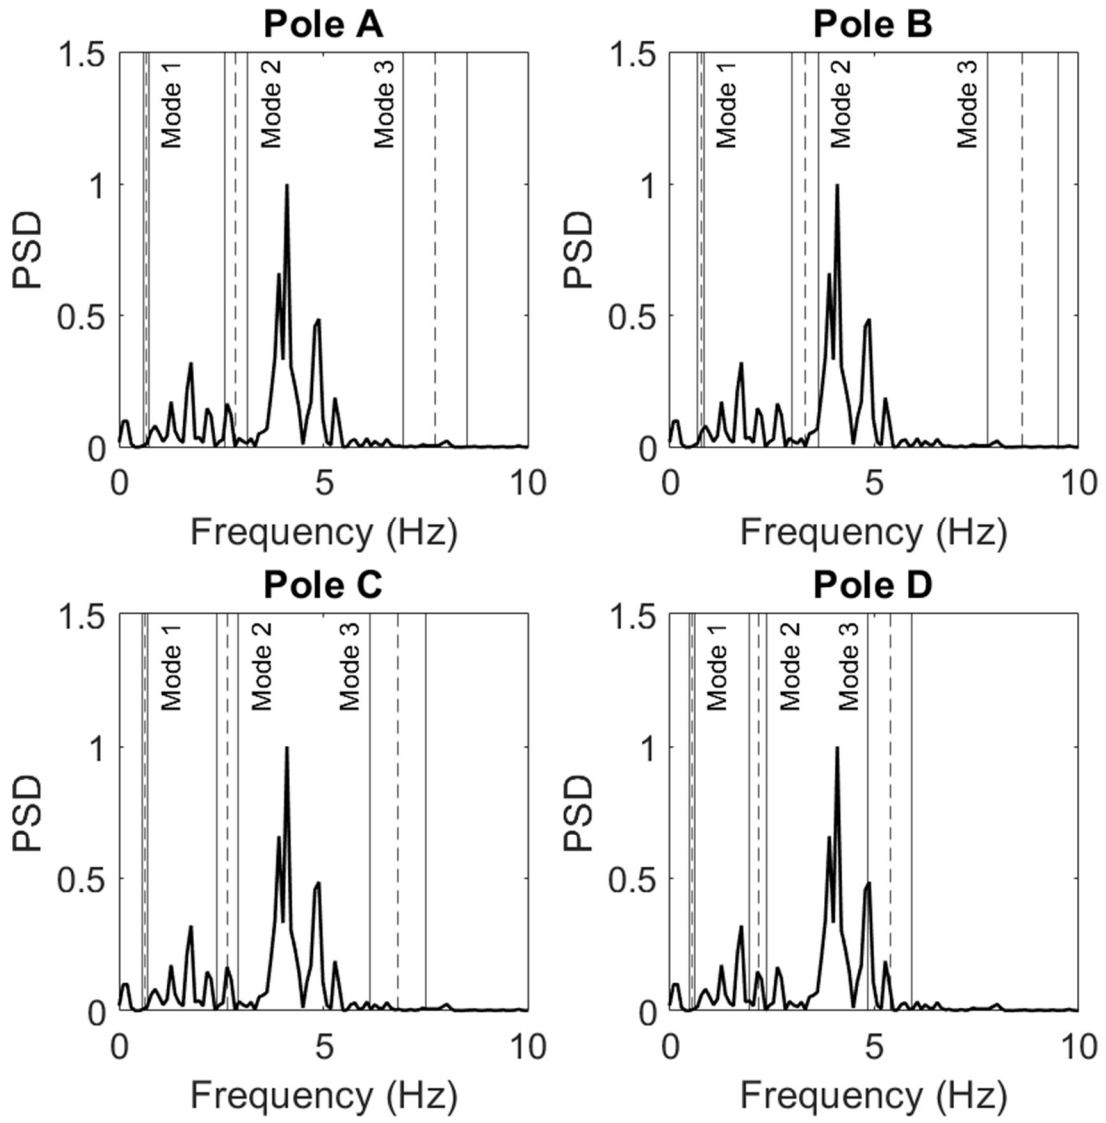 Pole A
1.5
1
0.5
0
PSD
Mode 1
Mode 2
Mode 3
0 5 10
Frequency (Hz)
Pole B
1.5
1
0.5
0
PSD
Mode 1
Mode 2
Mode 3
0 5 10
Frequency (Hz)
Pole C
1.5
1
0.5
0
PSD
Mode 1
Mode 2
Mode 3
0 5 10
Frequency (Hz)
Pole D
1.5
1
0.5
0
PSD
Mode 1
Mode 2
Mode 3
0 5 10
Frequency (Hz)